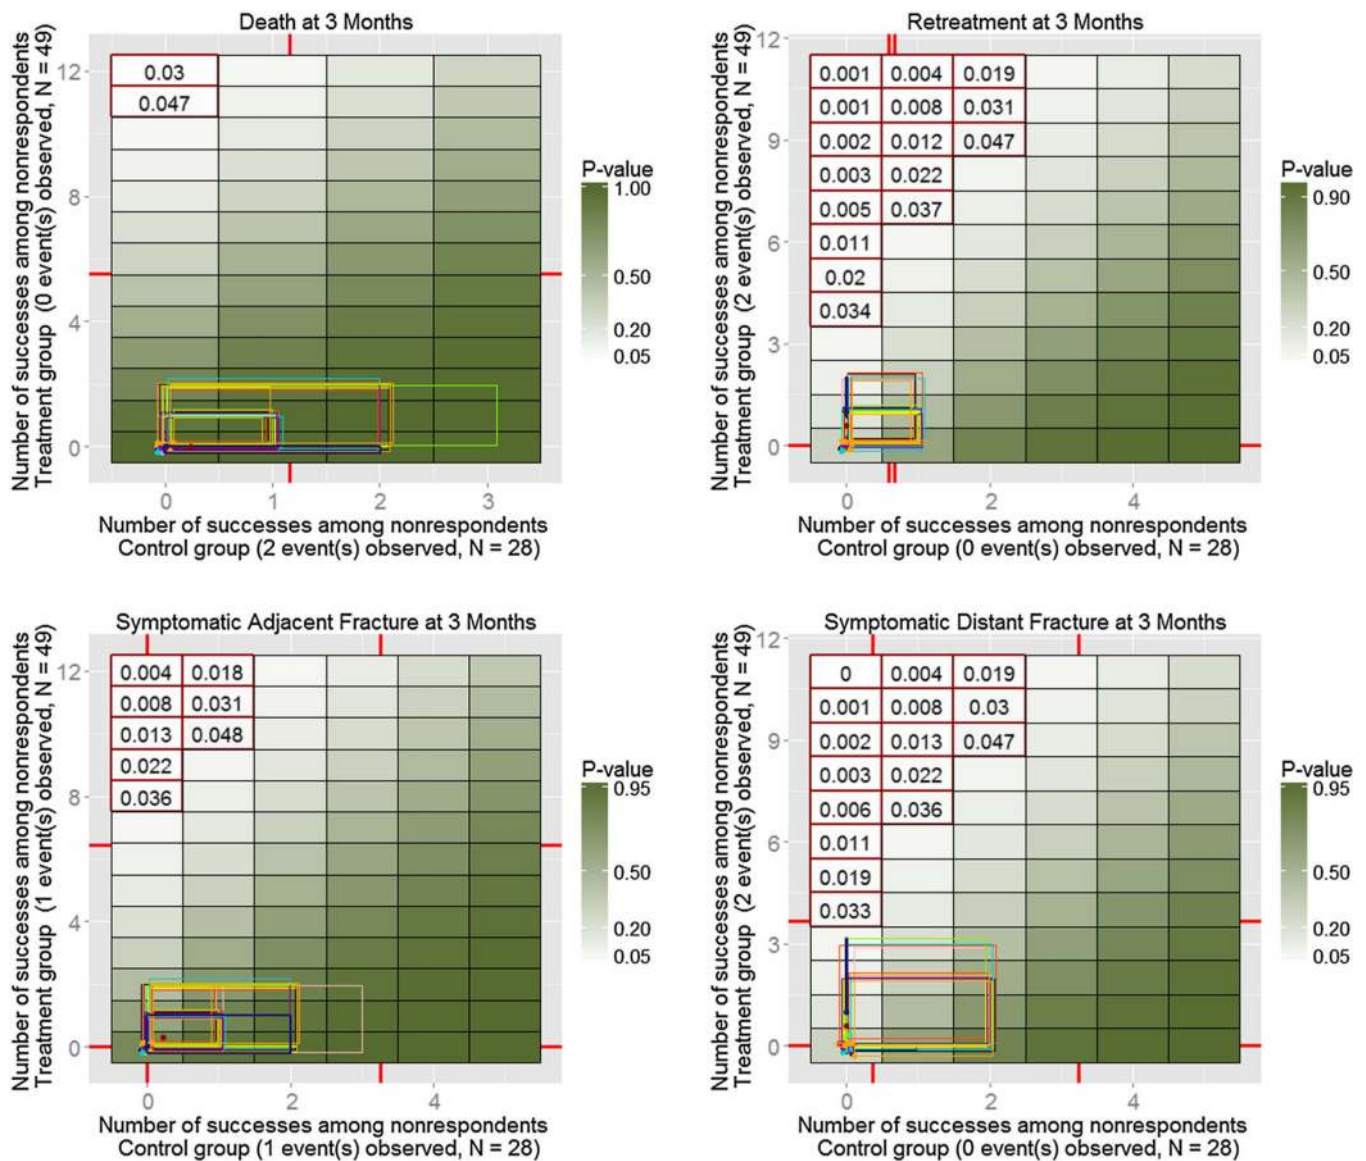 Death at 3 Months
Number of successes among nonrespondents
Treatment group (0 event(s) observed, N = 49)
12
8
4
0
0.03
0.047
0 1 2 3
Number of successes among nonrespondents
Control group (2 event(s) observed, N = 28)
P-value
1.00
0.50
0.20
0.05
Retreatment at 3 Months
Number of successes among nonrespondents
Treatment group (2 event(s) observed, N = 49)
12
9
6
3
0
0.001 0.004 0.019
0.001 0.008 0.031
0.002 0.012 0.047
0.003 0.022
0.005 0.037
0.011
0.02
0.034
0 2 4
Number of successes among nonrespondents
Control group (0 event(s) observed, N = 28)
P-value
0.90
0.50
0.20
0.05
Symptomatic Adjacent Fracture at 3 Months
Number of successes among nonrespondents
Treatment group (1 event(s) observed, N = 49)
12
8
4
0
0.004 0.018
0.008 0.031
0.013 0.048
0.022
0.036
0 2 4
Number of successes among nonrespondents
Control group (1 event(s) observed, N = 28)
P-value
0.95
0.50
0.20
0.05
Symptomatic Distant Fracture at 3 Months
Number of successes among nonrespondents
Treatment group (2 event(s) observed, N = 49)
12
9
6
3
0
0 0.004 0.019
0.001 0.008 0.03
0.002 0.013 0.047
0.003 0.022
0.006 0.036
0.011
0.019
0.033
0 2 4
Number of successes among nonrespondents
Control group (0 event(s) observed, N = 28)
P-value
0.95
0.50
0.20
0.05